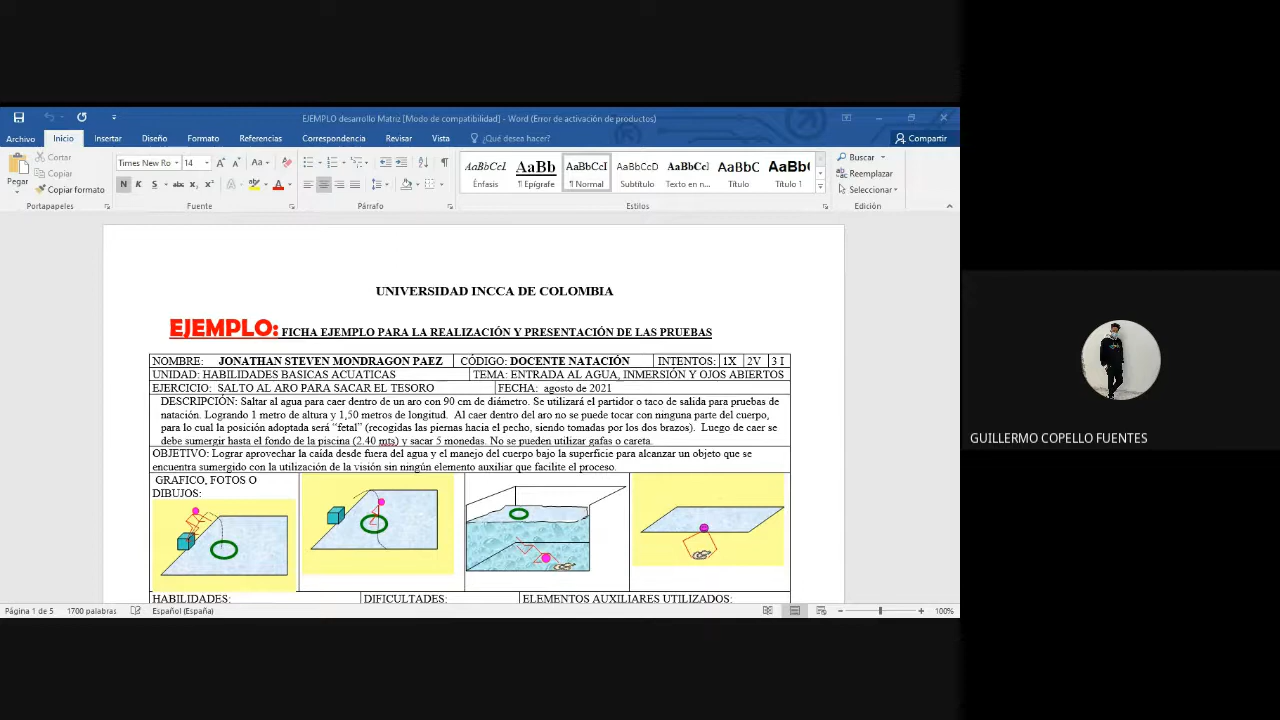 EJEMPLO desarrollo Matriz [Modo de compatibilidad] - Word (Error de activación de productos)
Archivo Inicio Insertar Diseño Formato Referencias Correspondencia Revisar Vista ¿Qué desea hacer? Compartir
Pegar Cortar Copiar Copiar formato
Times New Ro 14 Aa
N K S abc x₂ x² A
AaBbCcL AaBb AaBbCcI AaBbCcD AaBbCcl AaBbC AaBb(
Énfasis ¶ Epígrafe ¶ Normal Subtítulo Texto en n... Título Título 1
Buscar
Reemplazar
Seleccionar
Portapapeles Fuente Párrafo Estilos Edición
UNIVERSIDAD INCCA DE COLOMBIA
EJEMPLO: FICHA EJEMPLO PARA LA REALIZACIÓN Y PRESENTACIÓN DE LAS PRUEBAS
NOMBRE: JONATHAN STEVEN MONDRAGON PAEZ CÓDIGO: DOCENTE NATACIÓN INTENTOS: 1X 2V 3 I
UNIDAD: HABILIDADES BASICAS ACUATICAS TEMA: ENTRADA AL AGUA, INMERSIÓN Y OJOS ABIERTOS
EJERCICIO: SALTO AL ARO PARA SACAR EL TESORO FECHA: agosto de 2021
DESCRIPCIÓN: Saltar al agua para caer dentro de un aro con 90 cm de diámetro. Se utilizará el partidor o taco de salida para pruebas de
natación. Logrando 1 metro de altura y 1,50 metros de longitud. Al caer dentro del aro no se puede tocar con ninguna parte del cuerpo,
para lo cual la posición adoptada será "fetal" (recogidas las piernas hacia el pecho, siendo tomadas por los dos brazos). Luego de caer se
debe sumergir hasta el fondo de la piscina (2.40 mts) y sacar 5 monedas. No se pueden utilizar gafas o careta.
OBJETIVO: Lograr aprovechar la caída desde fuera del agua y el manejo del cuerpo bajo la superficie para alcanzar un objeto que se
encuentra sumergido con la utilización de la visión sin ningún elemento auxiliar que facilite el proceso.
GRAFICO, FOTOS O
DIBUJOS:
HABILIDADES: DIFICULTADES: ELEMENTOS AUXILIARES UTILIZADOS:
Página 1 de 5 1700 palabras Español (España) 100%
GUILLERMO COPELLO FUENTES